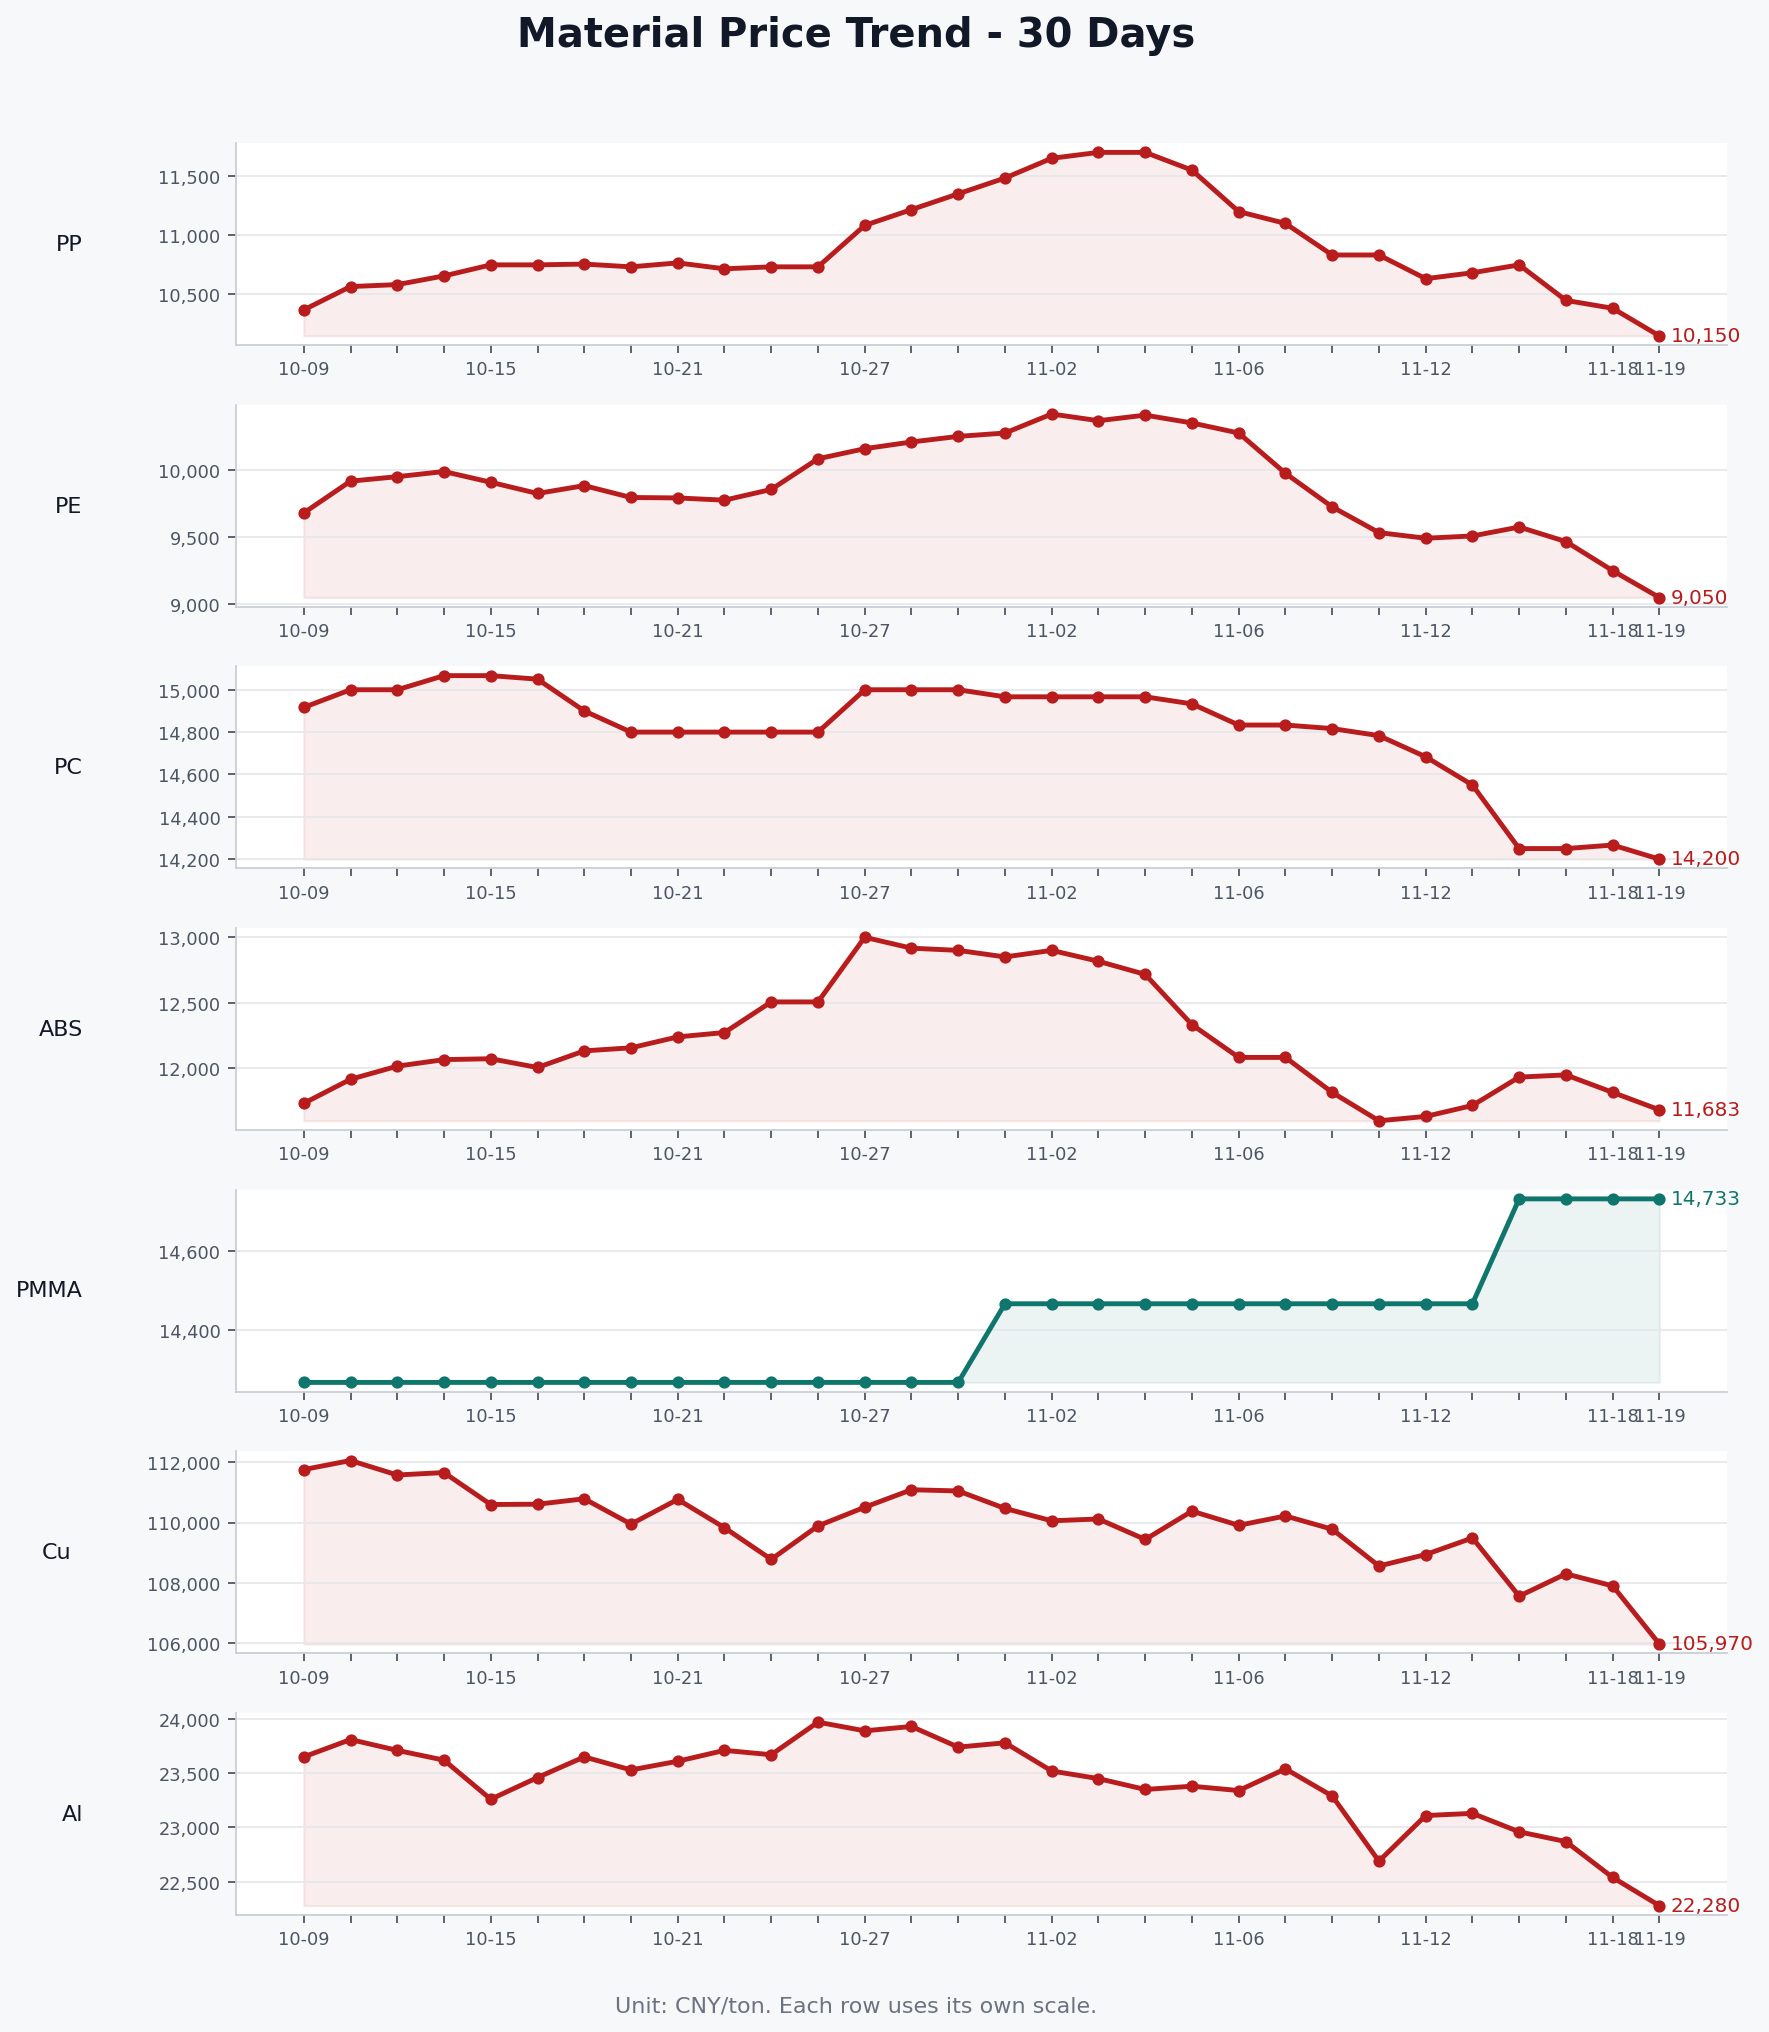 Material Price Trend - 30 Days
PP
11,500
11,000
10,500
10,150
10-09 10-15 10-21 10-27 11-02 11-06 11-12 11-18 11-19
PE
10,000
9,500
9,000
9,050
10-09 10-15 10-21 10-27 11-02 11-06 11-12 11-18 11-19
PC
15,000
14,800
14,600
14,400
14,200
14,200
10-09 10-15 10-21 10-27 11-02 11-06 11-12 11-18 11-19
ABS
13,000
12,500
12,000
11,683
10-09 10-15 10-21 10-27 11-02 11-06 11-12 11-18 11-19
PMMA
14,733
14,600
14,400
10-09 10-15 10-21 10-27 11-02 11-06 11-12 11-18 11-19
Cu
112,000
110,000
108,000
106,000
105,970
10-09 10-15 10-21 10-27 11-02 11-06 11-12 11-18 11-19
Al
24,000
23,500
23,000
22,500
22,280
10-09 10-15 10-21 10-27 11-02 11-06 11-12 11-18 11-19
Unit: CNY/ton. Each row uses its own scale.